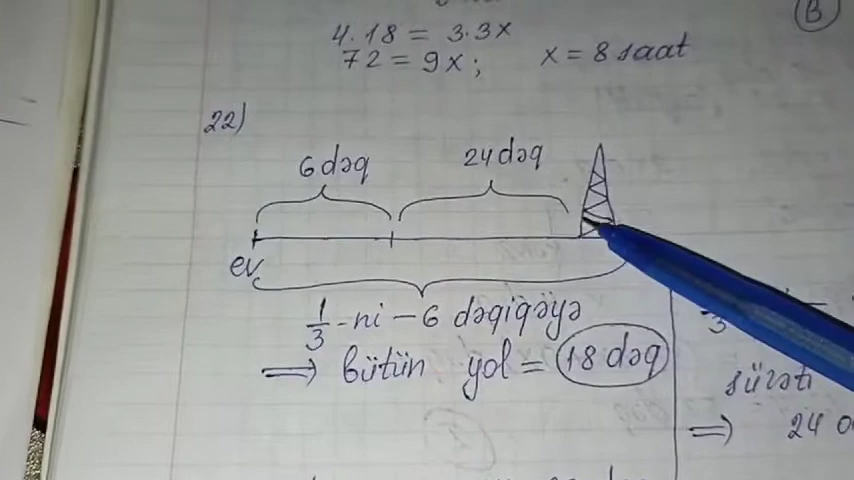 B
4.18 = 3.3x
72 = 9x; x = 8 saat
22)
6 dəq 24 dəq
ev
1/3 - ni - 6 dəqiqəyə
⟹ bütün yol = 18 dəq
sürəti
⟹ 24